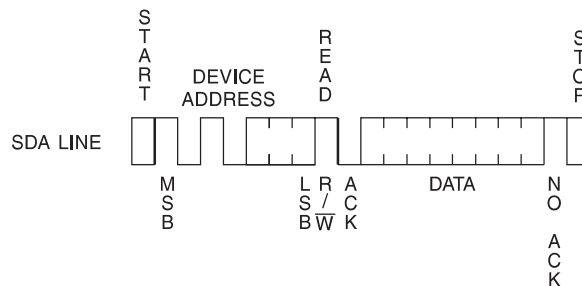 START
READ
STOP
DEVICE
ADDRESS
SDA LINE
MSB
LSB
R/W
ACK
DATA
NO ACK